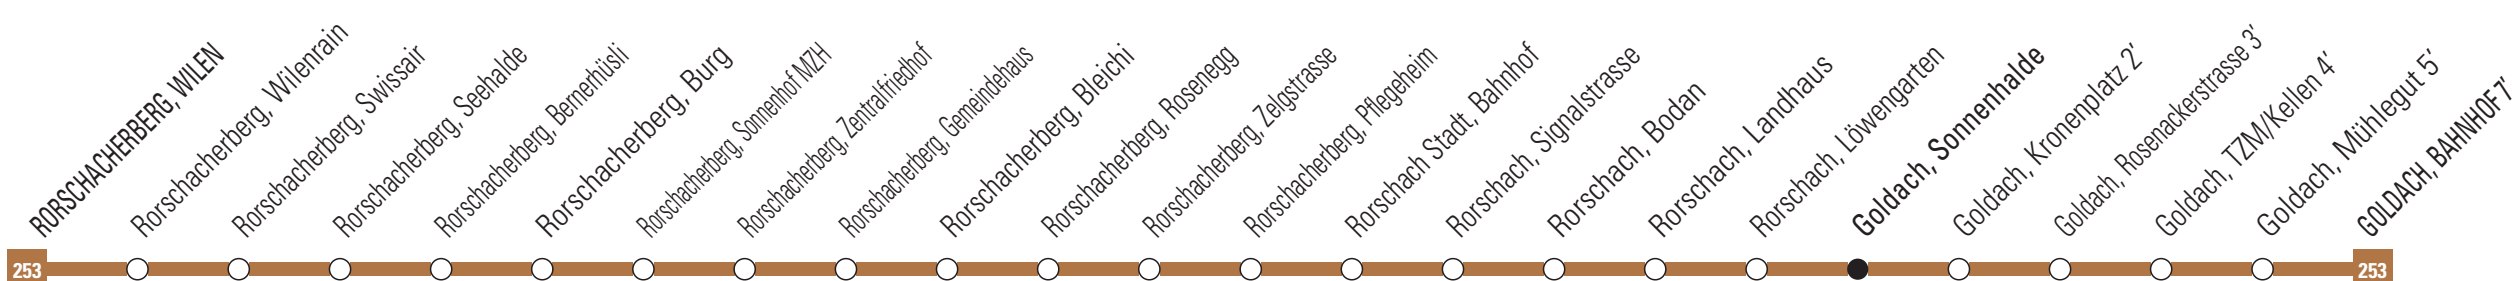 RORSCHACHERBERG, WILEN
Rorschacherberg, Wilenrain
Rorschacherberg, Swissair
Rorschacherberg, Seehalde
Rorschacherberg, Bernerhüsli
Rorschacherberg, Burg
Rorschacherberg, Sonnenhof MZH
Rorschacherberg, Zentralfriedhof
Rorschacherberg, Gemeindehaus
Rorschacherberg, Bleichi
Rorschacherberg, Rosenegg
Rorschacherberg, Zelgstrasse
Rorschacherberg, Pflegeheim
Rorschach Stadt, Bahnhof
Rorschach, Signalstrasse
Rorschach, Bodan
Rorschach, Landhaus
Rorschach, Löwengarten
Goldach, Sonnenhalde
Goldach, Kronenplatz 2'
Goldach, Rosenackerstrasse 3'
Goldach, TZM/Kellen 4'
Goldach, Mühlegut 5'
GOLDACH, BAHNHOF 7'
253
253